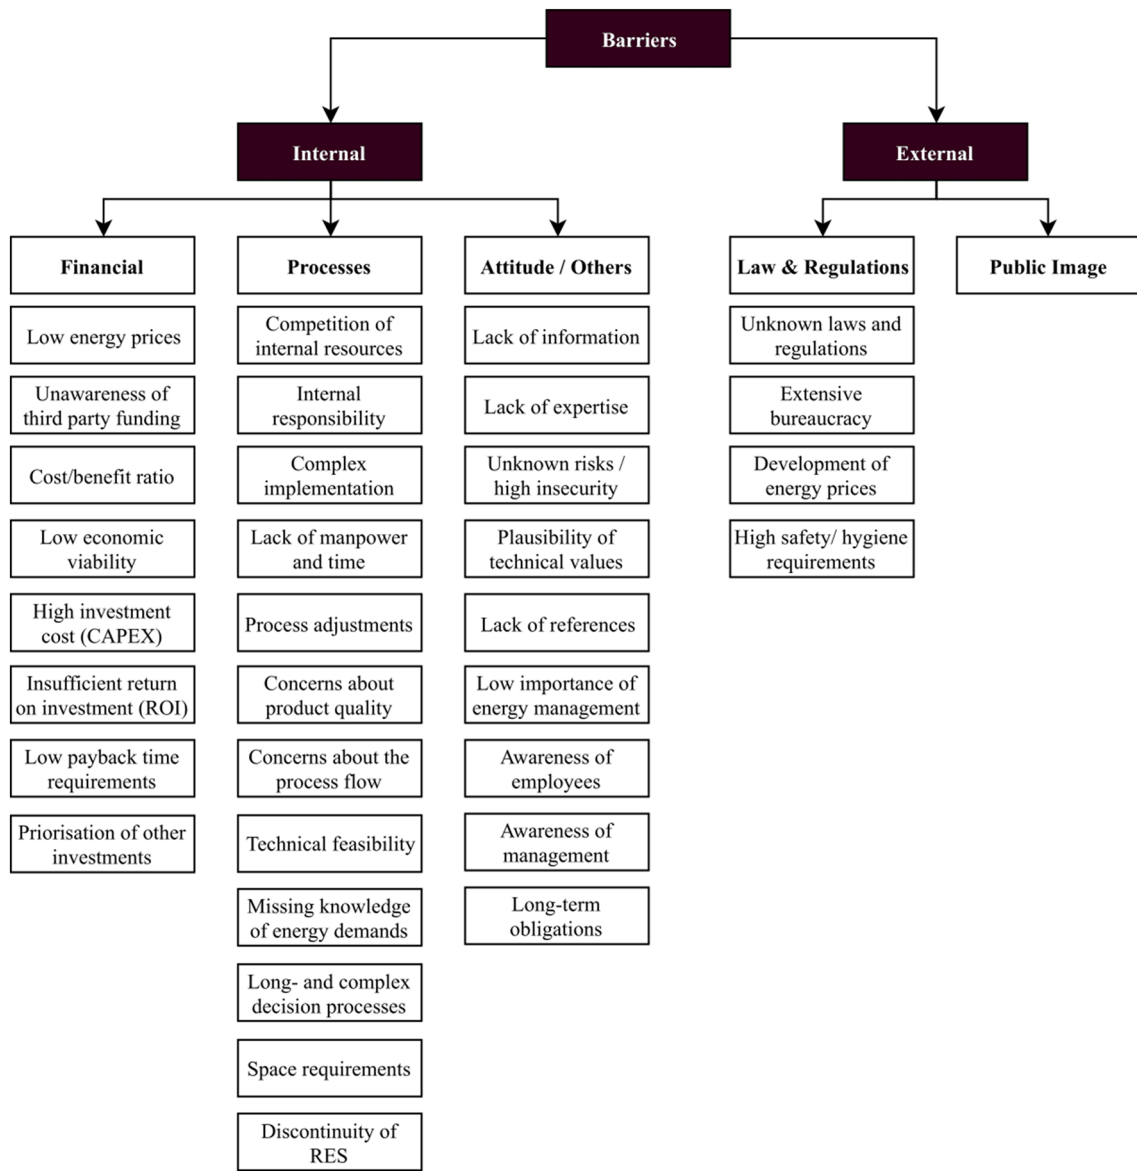 Barriers
Internal
External
Financial
Processes
Attitude / Others
Law & Regulations
Public Image
Low energy prices
Unawareness of
third party funding
Cost/benefit ratio
Low economic
viability
High investment
cost (CAPEX)
Insufficient return
on investment (ROI)
Low payback time
requirements
Priorisation of other
investments
Competition of
internal resources
Internal
responsibility
Complex
implementation
Lack of manpower
and time
Process adjustments
Concerns about
product quality
Concerns about the
process flow
Technical feasibility
Missing knowledge
of energy demands
Long- and complex
decision processes
Space requirements
Discontinuity of
RES
Lack of information
Lack of expertise
Unknown risks /
high insecurity
Plausibility of
technical values
Lack of references
Low importance of
energy management
Awareness of
employees
Awareness of
management
Long-term
obligations
Unknown laws and
regulations
Extensive
bureaucracy
Development of
energy prices
High safety/ hygiene
requirements